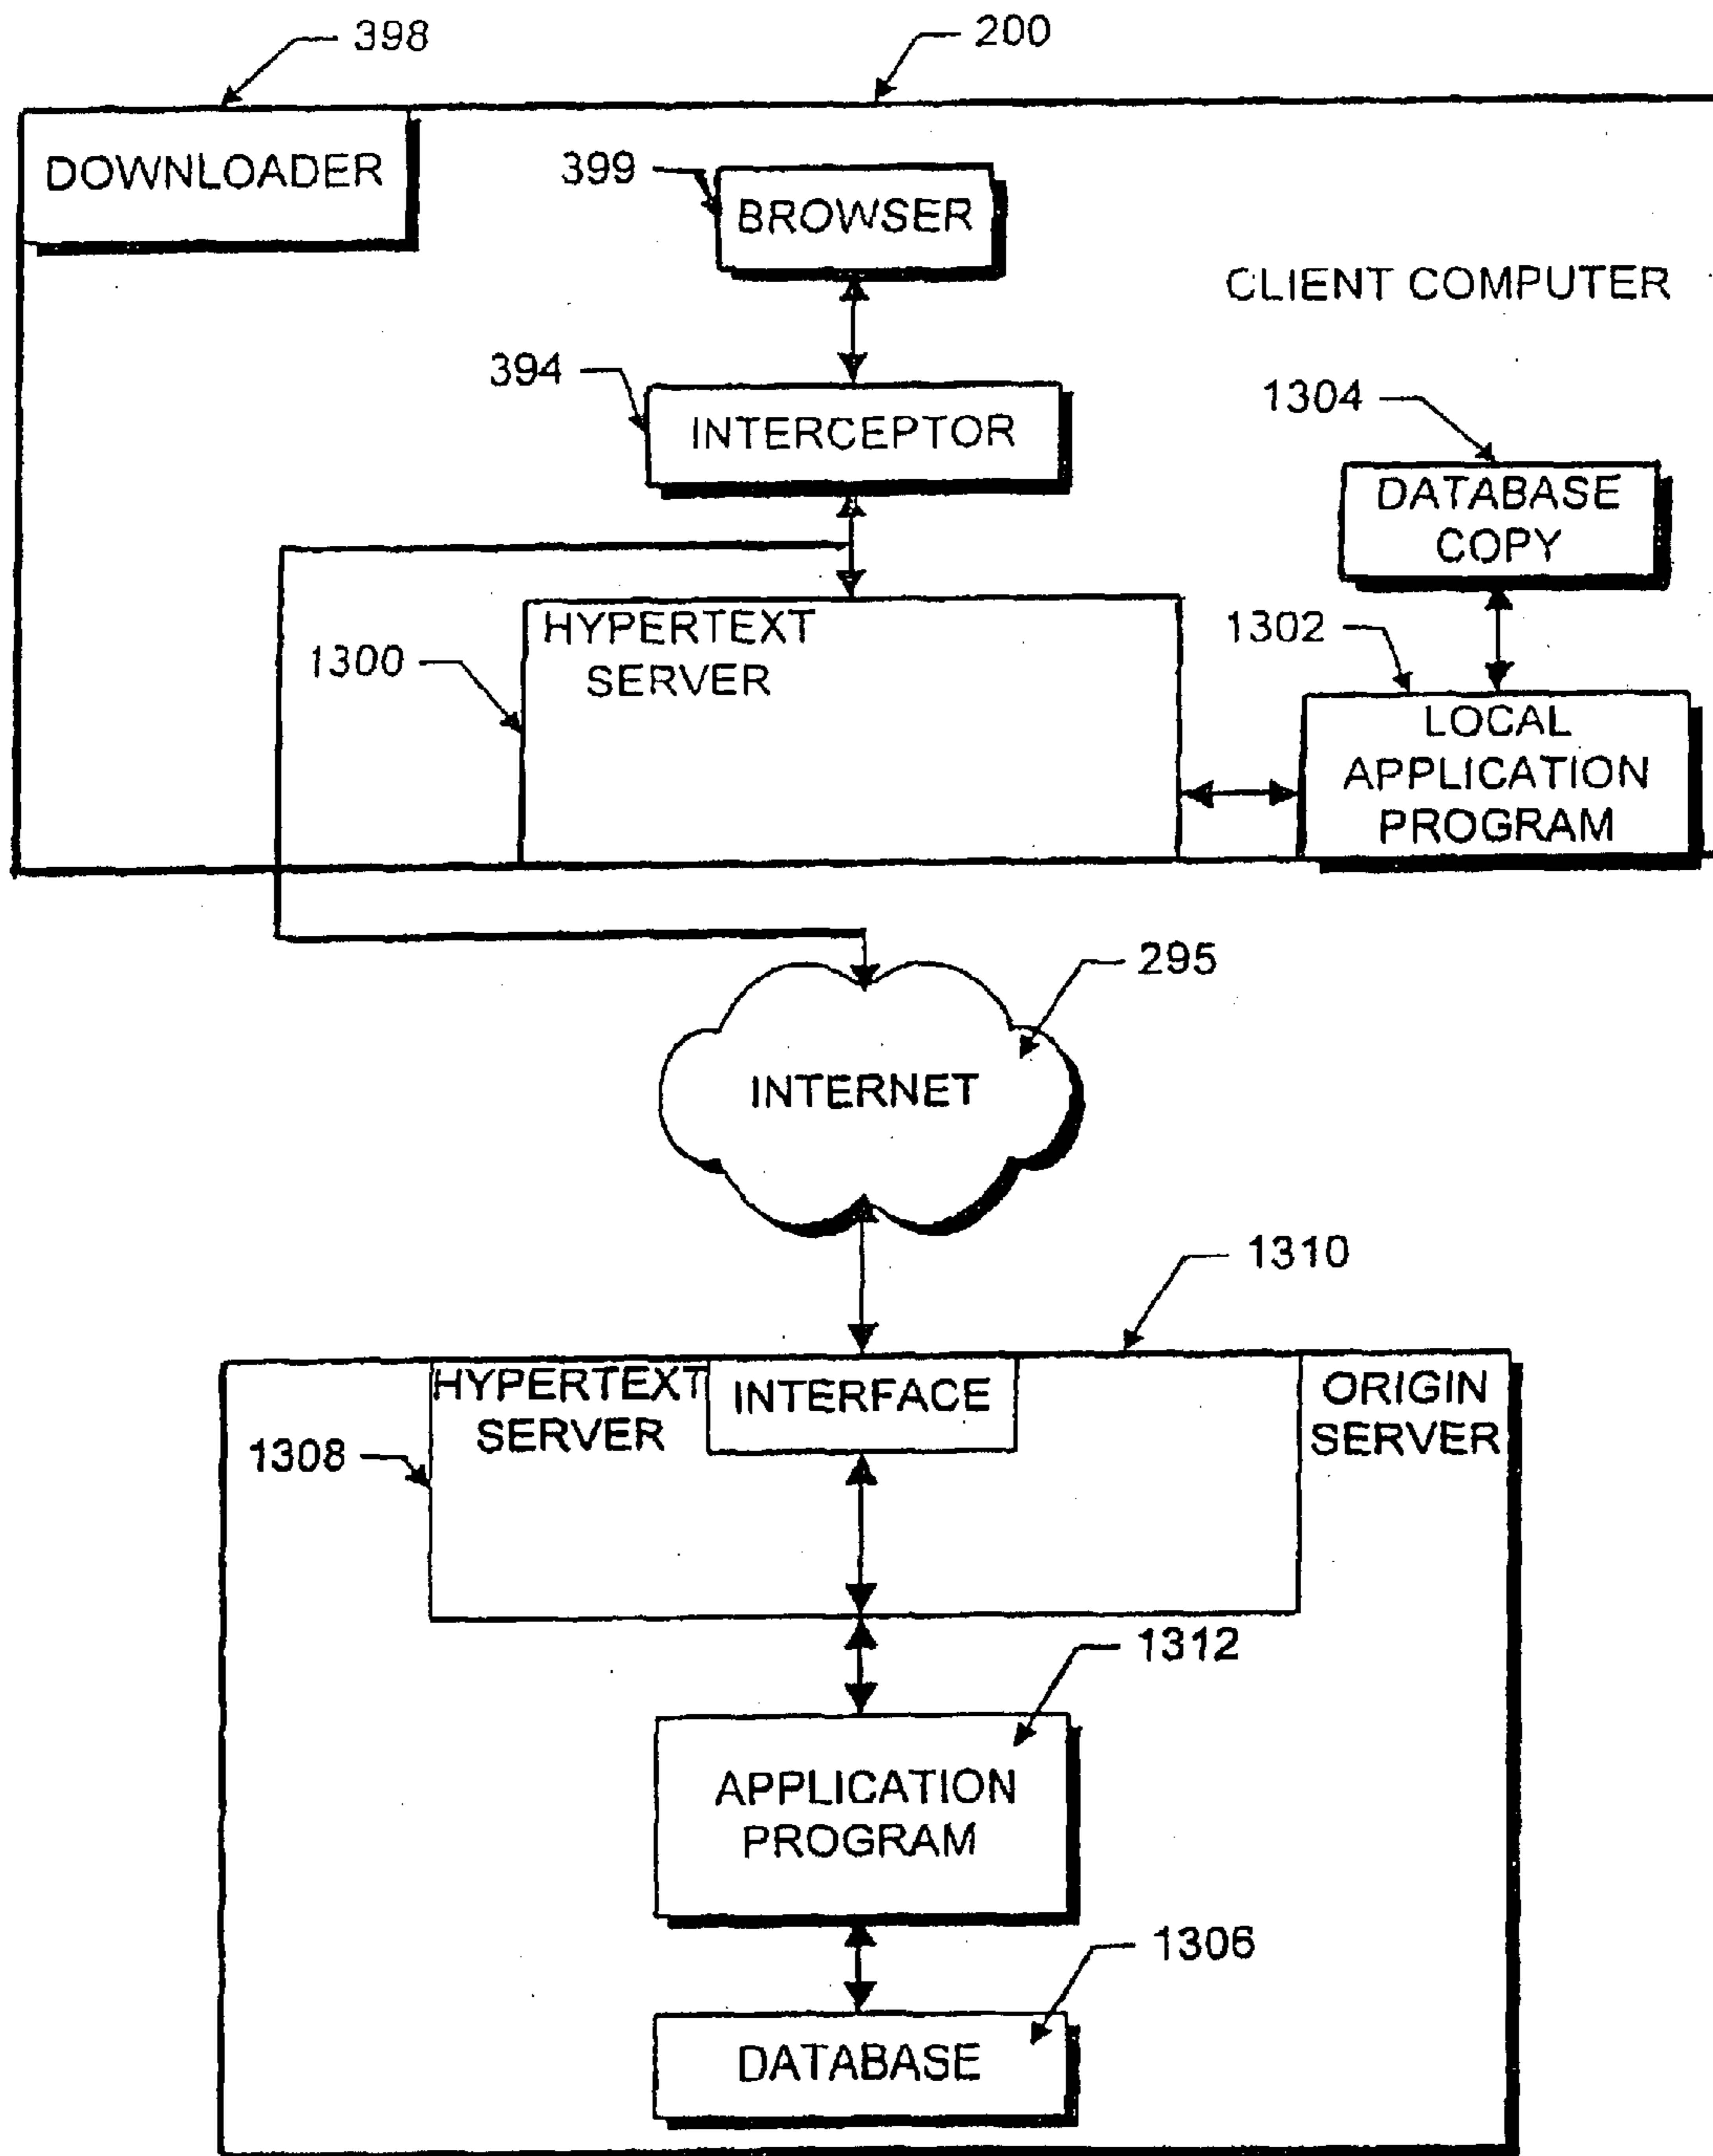 398
200
DOWNLOADER
399
BROWSER
CLIENT COMPUTER
394
INTERCEPTOR
1304
DATABASE
COPY
HYPERTEXT
SERVER
1300
1302
LOCAL
APPLICATION
PROGRAM
295
INTERNET
1310
HYPERTEXT
SERVER
INTERFACE
ORIGIN
SERVER
1308
1312
APPLICATION
PROGRAM
1306
DATABASE